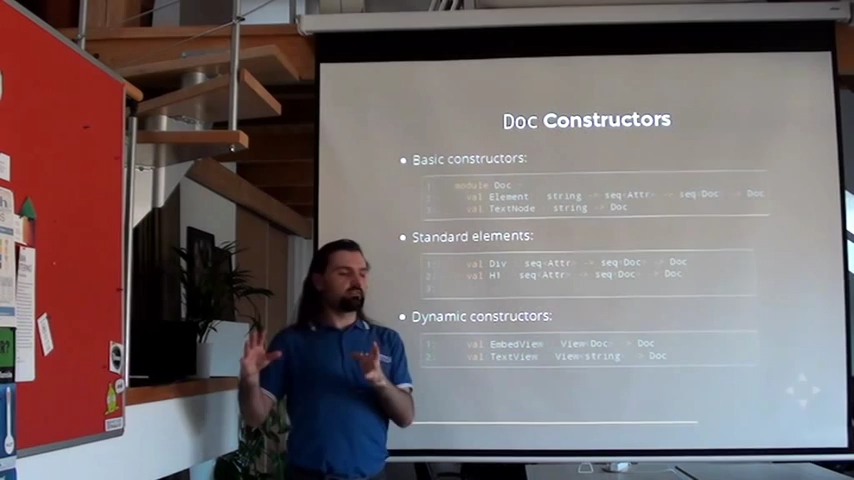 Doc Constructors
• Basic constructors:
1 module Doc
2 val Element string -> seq<Attr> -> seq<Doc> -> Doc
3 val TextNode string -> Doc
• Standard elements:
1 val Div seq<Attr> -> seq<Doc> -> Doc
2 val H1 seq<Attr> -> seq<Doc> -> Doc
3
• Dynamic constructors:
1 val EmbedView View<Doc> -> Doc
2 val TextView View<string> -> Doc
R?